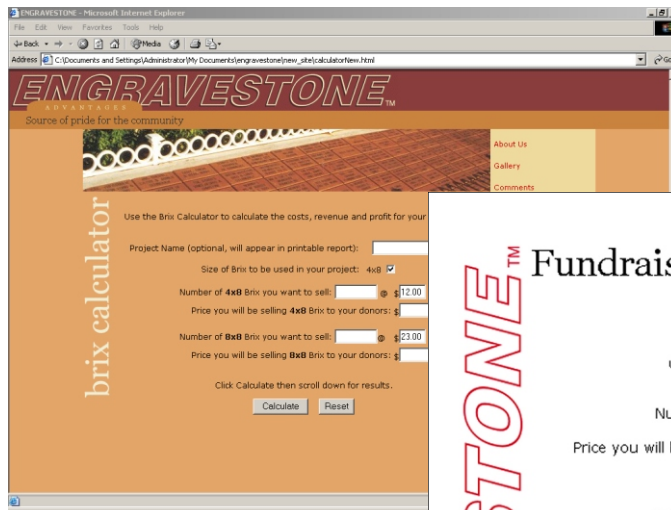 ENGRAVESTONE - Microsoft Internet Explorer
File Edit View Favorites Tools Help
Back Media
Address C:\Documents and Settings\Administrator\My Documents\engravestone\new_site\calculatorNew.html Go
ENGRAVESTONE TM
ADVANTAGES
Source of pride for the community
About Us
Gallery
Comments
brix calculator
Use the Brix Calculator to calculate the costs, revenue and profit for your
Project Name (optional, will appear in printable report):
Size of Brix to be used in your project: 4x8
Number of 4x8 Brix you want to sell: @ $ 12.00
Price you will be selling 4x8 Brix to your donors: $
Number of 8x8 Brix you want to sell: @ $ 23.00
Price you will be selling 8x8 Brix to your donors: $
Click Calculate then scroll down for results.
Calculate Reset
STONE TM
Fundrais
Nu
Price you will